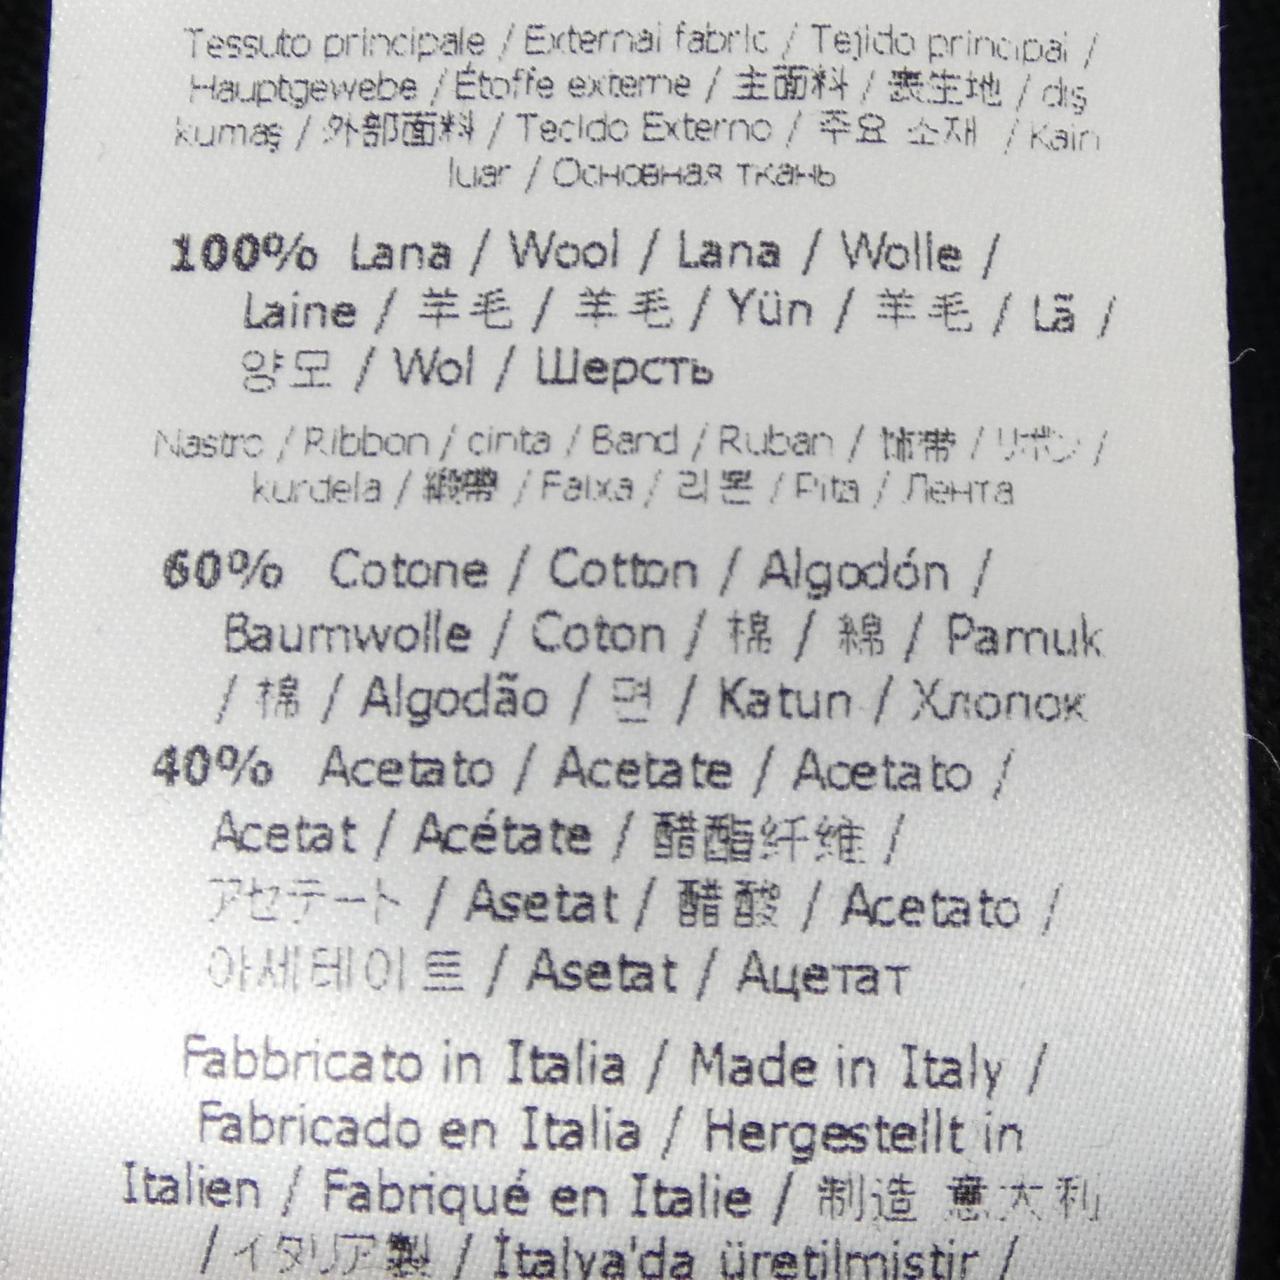 Tessuto principale / External fabric / Tejido principal /
Hauptgewebe / Étoffe externe / 主面料 / 表生地 / dış
kumaş / 外部面料 / Tecido Externo / 주요 소재 / Kain
luar / Основная ткань
100% Lana / Wool / Lana / Wolle /
Laine / 羊毛 / 羊毛 / Yün / 羊毛 / Lã /
양모 / Wol / Шерсть
Nastro / Ribbon / cinta / Band / Ruban / 饰带 / リボン /
kurdela / 緞帶 / Faixa / 리본 / Pita / Лента
60% Cotone / Cotton / Algodón /
Baumwolle / Coton / 棉 / 綿 / Pamuk
/ 棉 / Algodão / 면 / Katun / Хлопок
40% Acetato / Acetate / Acetato /
Acetat / Acétate / 醋酯纤维 /
アセテート / Asetat / 醋酸 / Acetato /
아세테이트 / Asetat / Ацетат
Fabbricato in Italia / Made in Italy /
Fabricado en Italia / Hergestellt in
Italien / Fabriqué en Italie / 制造 意大利
/ イタリア製 / İtalya'da üretilmiştir /